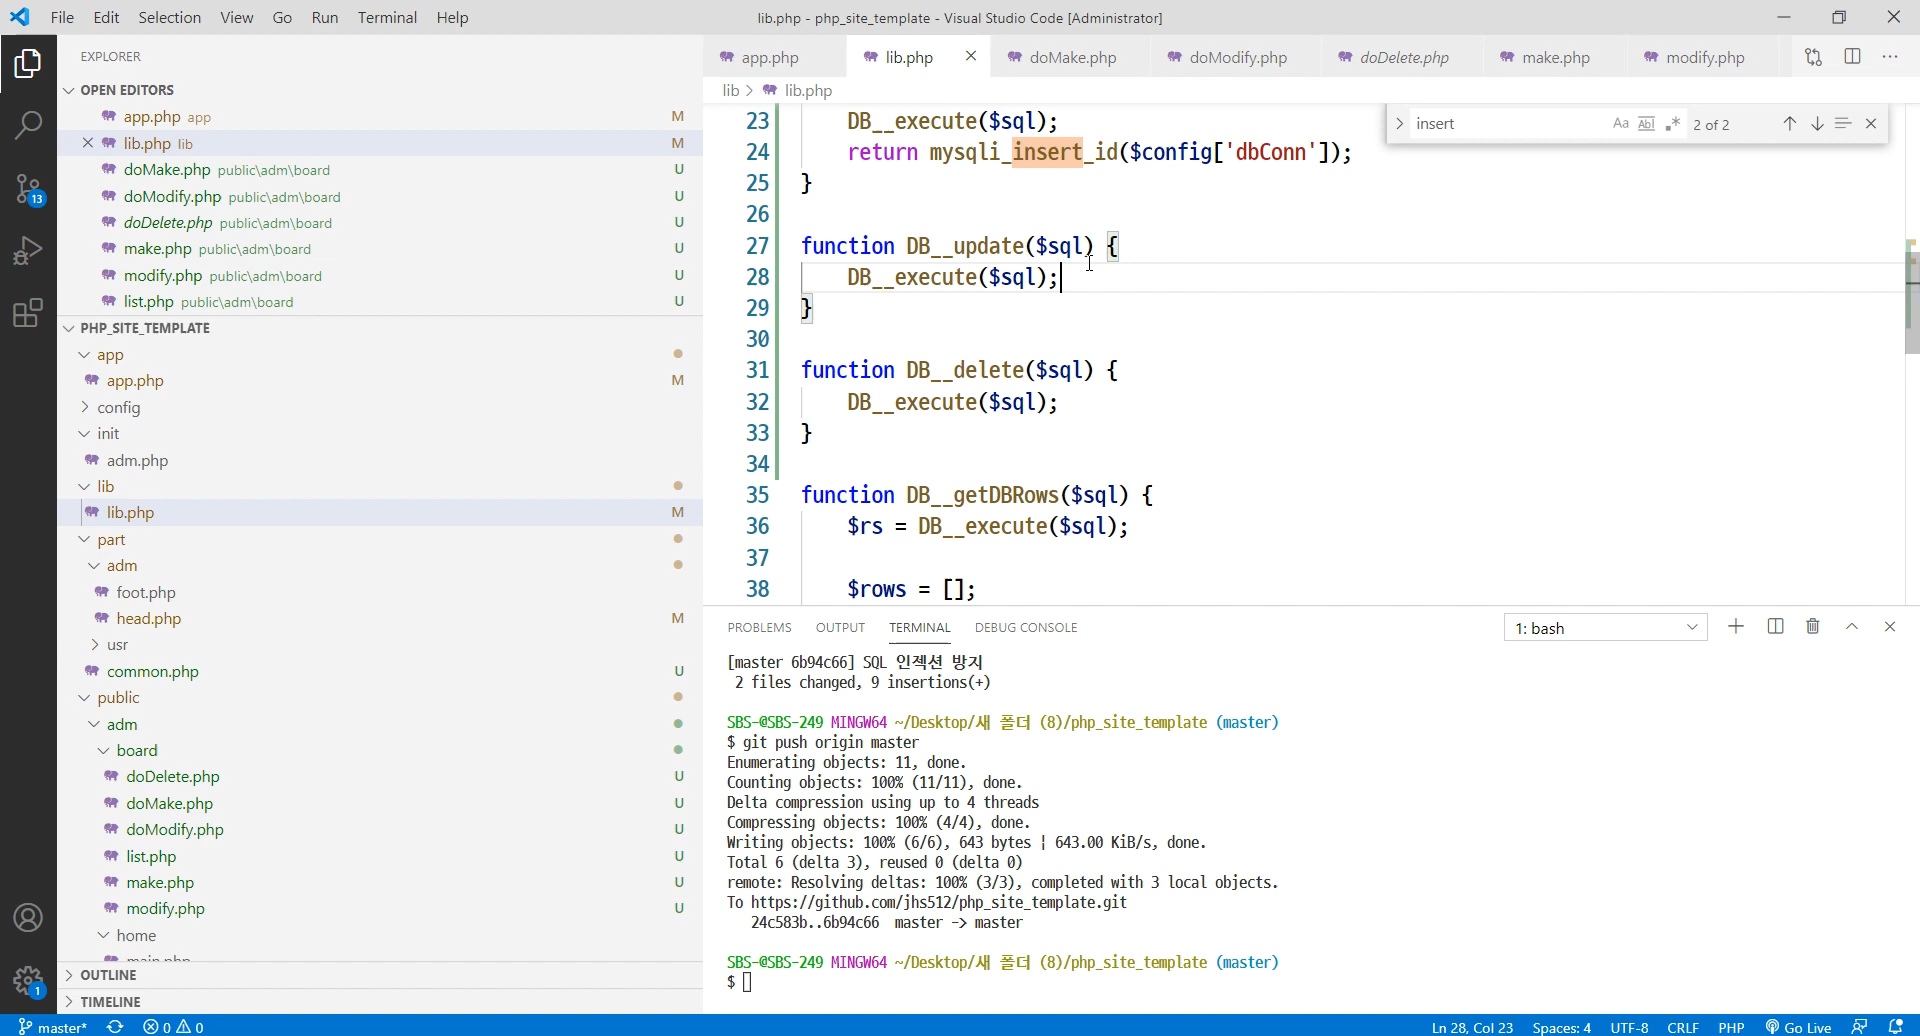 File Edit Selection View Go Run Terminal Help
lib.php - php_site_template - Visual Studio Code [Administrator]
EXPLORER
OPEN EDITORS
app.php app M
lib.php lib M
doMake.php public\adm\board U
doModify.php public\adm\board U
doDelete.php public\adm\board U
make.php public\adm\board U
modify.php public\adm\board U
list.php public\adm\board U
PHP_SITE_TEMPLATE
app
app.php M
config
init
adm.php
lib
lib.php M
part
adm
foot.php
head.php M
usr
common.php U
public
adm
board
doDelete.php U
doMake.php U
doModify.php U
list.php U
make.php U
modify.php U
home
main.php
OUTLINE
TIMELINE
13
1
app.php lib.php doMake.php doModify.php doDelete.php make.php modify.php
lib > lib.php
insert Aa Abl .* 2 of 2
23 DB__execute($sql);
24 return mysqli_insert_id($config['dbConn']);
25 }
26
27 function DB__update($sql) {
28 DB__execute($sql);
29 }
30
31 function DB__delete($sql) {
32 DB__execute($sql);
33 }
34
35 function DB__getDBRows($sql) {
36 $rs = DB__execute($sql);
37
38 $rows = [];
PROBLEMS OUTPUT TERMINAL DEBUG CONSOLE
1: bash
[master 6b94c66] SQL 인젝션 방지
2 files changed, 9 insertions(+)
SBS-@SBS-249 MINGW64 ~/Desktop/새 폴더 (8)/php_site_template (master)
$ git push origin master
Enumerating objects: 11, done.
Counting objects: 100% (11/11), done.
Delta compression using up to 4 threads
Compressing objects: 100% (4/4), done.
Writing objects: 100% (6/6), 643 bytes ¦ 643.00 KiB/s, done.
Total 6 (delta 3), reused 0 (delta 0)
remote: Resolving deltas: 100% (3/3), completed with 3 local objects.
To https://github.com/jhs512/php_site_template.git
24c583b..6b94c66 master -> master
SBS-@SBS-249 MINGW64 ~/Desktop/새 폴더 (8)/php_site_template (master)
$
master* 0 0 Ln 28, Col 23 Spaces: 4 UTF-8 CRLF PHP Go Live